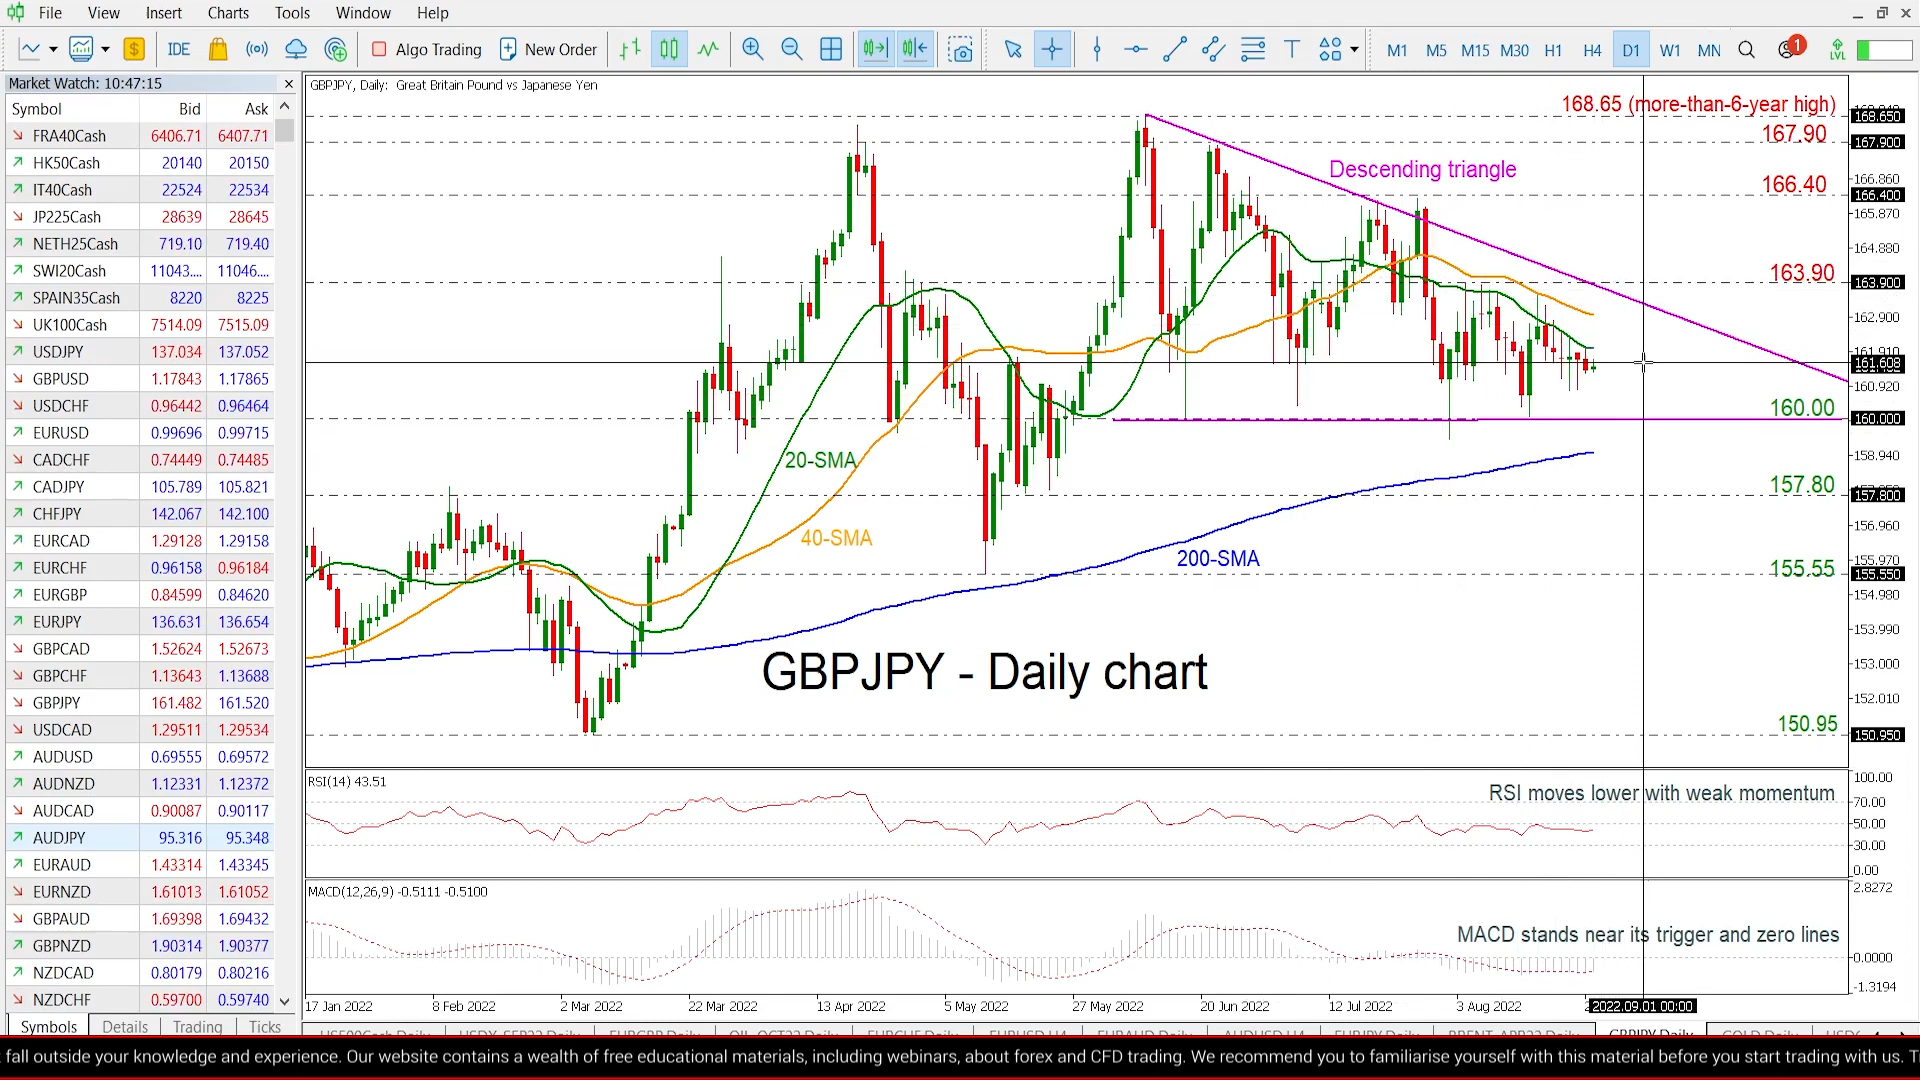 File View Insert Charts Tools Window Help
IDE Algo Trading New Order T M1 M5 M15 M30 H1 H4 D1 W1 MN 1 LVL
Market Watch: 10:47:15
Symbol Bid Ask
FRA40Cash 6406.71 6407.71
HK50Cash 20140 20150
IT40Cash 22524 22534
JP225Cash 28639 28645
NETH25Cash 719.10 719.40
SWI20Cash 11043.... 11046....
SPAIN35Cash 8220 8225
UK100Cash 7514.09 7515.09
USDJPY 137.034 137.052
GBPUSD 1.17843 1.17865
USDCHF 0.96442 0.96464
EURUSD 0.99696 0.99715
CADCHF 0.74449 0.74485
CADJPY 105.789 105.821
CHFJPY 142.067 142.100
EURCAD 1.29128 1.29158
EURCHF 0.96158 0.96184
EURGBP 0.84599 0.84620
EURJPY 136.631 136.654
GBPCAD 1.52624 1.52673
GBPCHF 1.13643 1.13688
GBPJPY 161.482 161.520
USDCAD 1.29511 1.29534
AUDUSD 0.69555 0.69572
AUDNZD 1.12331 1.12372
AUDCAD 0.90087 0.90117
AUDJPY 95.316 95.348
EURAUD 1.43314 1.43345
EURNZD 1.61013 1.61052
GBPAUD 1.69398 1.69432
GBPNZD 1.90314 1.90377
NZDCAD 0.80179 0.80216
NZDCHF 0.59700 0.59740
Symbols Details Trading Ticks
GBPJPY, Daily: Great Britain Pound vs Japanese Yen
168.65 (more-than-6-year high)
167.90
Descending triangle
166.40
163.90
160.00
20-SMA
157.80
40-SMA
200-SMA
155.55
GBPJPY - Daily chart
150.95
168.650
167.900
166.860
166.400
165.870
164.880
163.900
162.900
161.910
161.608
160.920
160.000
158.940
157.800
156.960
155.970
155.550
154.980
153.990
153.000
152.010
150.950
RSI(14) 43.51
RSI moves lower with weak momentum
100.00
70.00
50.00
30.00
0.00
MACD(12,26,9) -0.5111 -0.5100
MACD stands near its trigger and zero lines
2.8272
0.0000
-1.3194
17 Jan 2022 8 Feb 2022 2 Mar 2022 22 Mar 2022 13 Apr 2022 5 May 2022 27 May 2022 20 Jun 2022 12 Jul 2022 3 Aug 2022 2022.09.01 00:00
GBPJPY Daily
fall outside your knowledge and experience. Our website contains a wealth of free educational materials, including webinars, about forex and CFD trading. We recommend you to familiarise yourself with this material before you start trading with us.